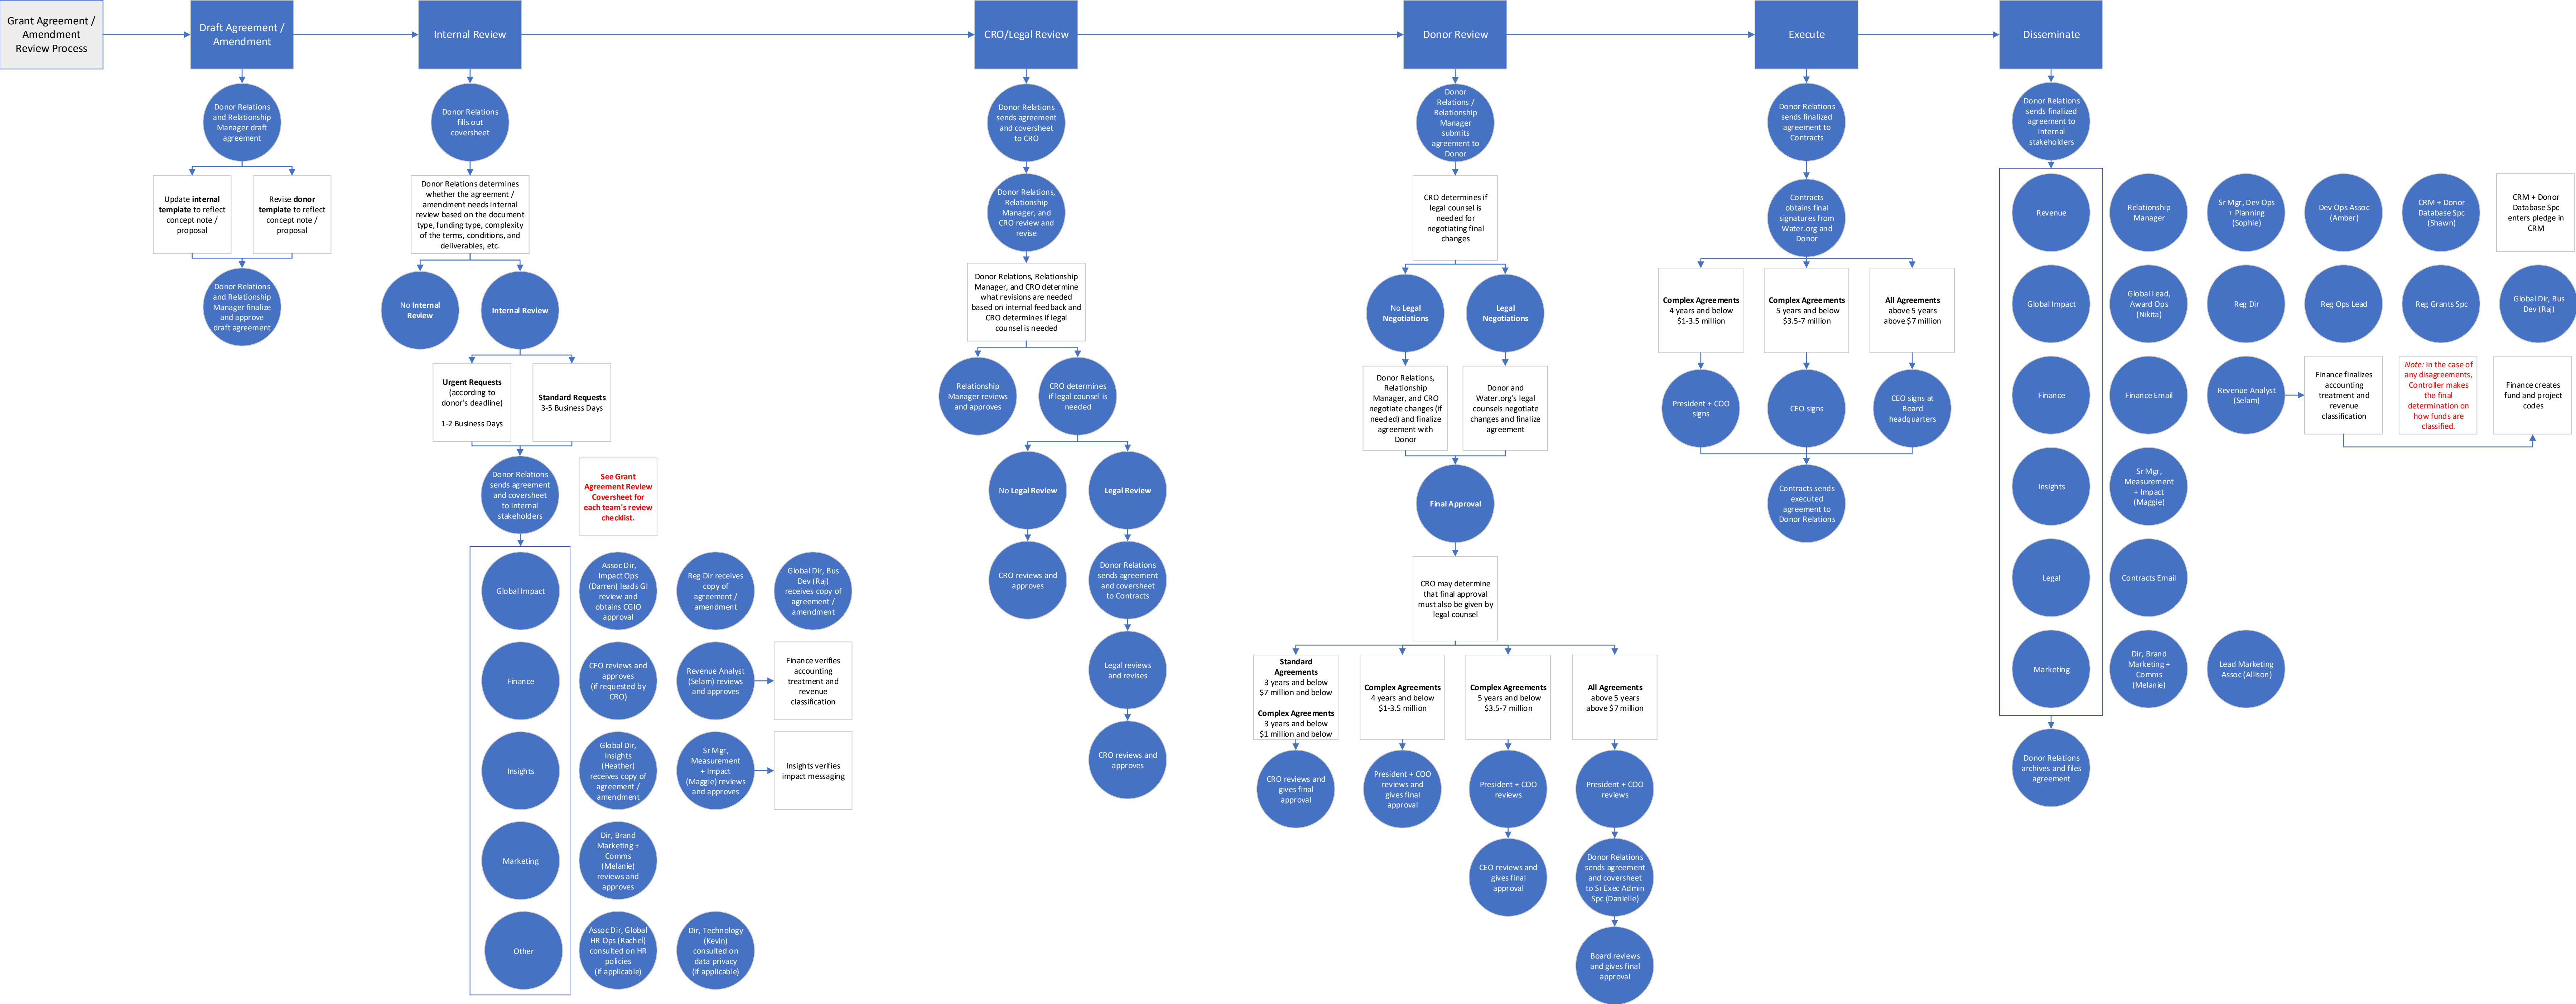 Grant Agreement /
Amendment
Review Process
Draft Agreement /
Amendment
Internal Review
CRO/Legal Review
Donor Review
Execute
Disseminate
Donor Relations
and Relationship
Manager draft
agreement
Update internal
template to reflect
concept note /
proposal
Revise donor
template to reflect
concept note /
proposal
Donor Relations
and Relationship
Manager finalize
and approve
draft agreement
Donor Relations
fills out
coversheet
Donor Relations determines
whether the agreement /
amendment needs internal
review based on the document
type, funding type, complexity
of the terms, conditions, and
deliverables, etc.
No Internal
Review
Internal Review
Urgent Requests
(according to
donor's deadline)
1-2 Business Days
Standard Requests
3-5 Business Days
Donor Relations
sends agreement
and coversheet
to internal
stakeholders
See Grant
Agreement Review
Coversheet for
each team's review
checklist.
Global Impact
Assoc Dir,
Impact Ops
(Darren) leads GI
review and
obtains CGIO
approval
Reg Dir receives
copy of
agreement /
amendment
Global Dir, Bus
Dev (Raj)
receives copy of
agreement /
amendment
Finance
CFO reviews and
approves
(if requested by
CRO)
Revenue Analyst
(Selam) reviews
and approves
Finance verifies
accounting
treatment and
revenue
classification
Insights
Global Dir,
Insights
(Heather)
receives copy of
agreement /
amendment
Sr Mgr,
Measurement
+ Impact
(Maggie) reviews
and approves
Insights verifies
impact messaging
Marketing
Dir, Brand
Marketing +
Comms
(Melanie)
reviews and
approves
Other
Assoc Dir, Global
HR Ops (Rachel)
consulted on HR
policies
(if applicable)
Dir, Technology
(Kevin)
consulted on
data privacy
(if applicable)
Donor Relations
sends agreement
and coversheet
to CRO
Donor Relations,
Relationship
Manager, and
CRO review and
revise
Donor Relations, Relationship
Manager, and CRO determine
what revisions are needed
based on internal feedback and
CRO determines if legal
counsel is needed
Relationship
Manager reviews
and approves
CRO determines
if legal counsel is
needed
No Legal Review
Legal Review
CRO reviews and
approves
Donor Relations
sends agreement
and coversheet
to Contracts
Legal reviews
and revises
CRO reviews and
approves
Donor
Relations /
Relationship
Manager
submits
agreement to
Donor
CRO determines if
legal counsel is
needed for
negotiating final
changes
No Legal
Negotiations
Legal
Negotiations
Donor Relations,
Relationship
Manager, and CRO
negotiate changes (if
needed) and finalize
agreement with
Donor
Donor and
Water.org's legal
counsels negotiate
changes and finalize
agreement
Final Approval
CRO may determine
that final approval
must also be given by
legal counsel
Standard
Agreements
3 years and below
$7 million and below
Complex Agreements
3 years and below
$1 million and below
Complex Agreements
4 years and below
$1-3.5 million
Complex Agreements
5 years and below
$3.5-7 million
All Agreements
above 5 years
above $7 million
CRO reviews and
gives final
approval
President + COO
reviews and
gives final
approval
President + COO
reviews
President + COO
reviews
CEO reviews and
gives final
approval
Donor Relations
sends agreement
and coversheet
to Sr Exec Admin
Spc (Danielle)
Board reviews
and gives final
approval
Donor Relations
sends finalized
agreement to
Contracts
Contracts
obtains final
signatures from
Water.org and
Donor
Complex Agreements
4 years and below
$1-3.5 million
Complex Agreements
5 years and below
$3.5-7 million
All Agreements
above 5 years
above $7 million
President + COO
signs
CEO signs
CEO signs at
Board
headquarters
Contracts sends
executed
agreement to
Donor Relations
Donor Relations
sends finalized
agreement to
internal
stakeholders
Revenue
Relationship
Manager
Sr Mgr, Dev Ops
+ Planning
(Sophie)
Dev Ops Assoc
(Amber)
CRM + Donor
Database Spc
(Shawn)
CRM + Donor
Database Spc
enters pledge in
CRM
Global Impact
Global Lead,
Award Ops
(Nikita)
Reg Dir
Reg Ops Lead
Reg Grants Spc
Global Dir, Bus
Dev (Raj)
Finance
Finance Email
Revenue Analyst
(Selam)
Finance finalizes
accounting
treatment and
revenue
classification
Note: In the case of
any disagreements,
Controller makes
the final
determination on
how funds are
classified.
Finance creates
fund and project
codes
Insights
Sr Mgr,
Measurement
+ Impact
(Maggie)
Legal
Contracts Email
Marketing
Dir, Brand
Marketing +
Comms
(Melanie)
Lead Marketing
Assoc (Allison)
Donor Relations
archives and files
agreement